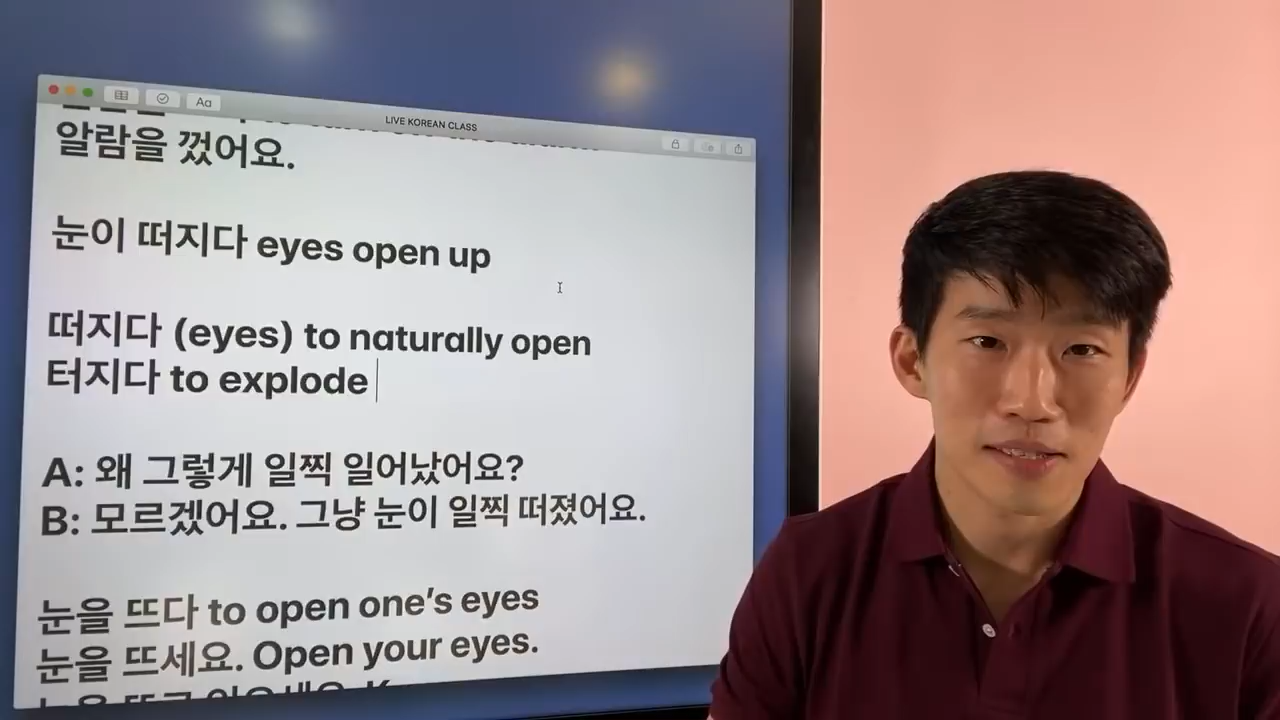 Aa
LIVE KOREAN CLASS
알람을 껐어요.
눈이 떠지다 eyes open up
떠지다 (eyes) to naturally open
터지다 to explode
A: 왜 그렇게 일찍 일어났어요?
B: 모르겠어요. 그냥 눈이 일찍 떠졌어요.
눈을 뜨다 to open one's eyes
눈을 뜨세요. Open your eyes.